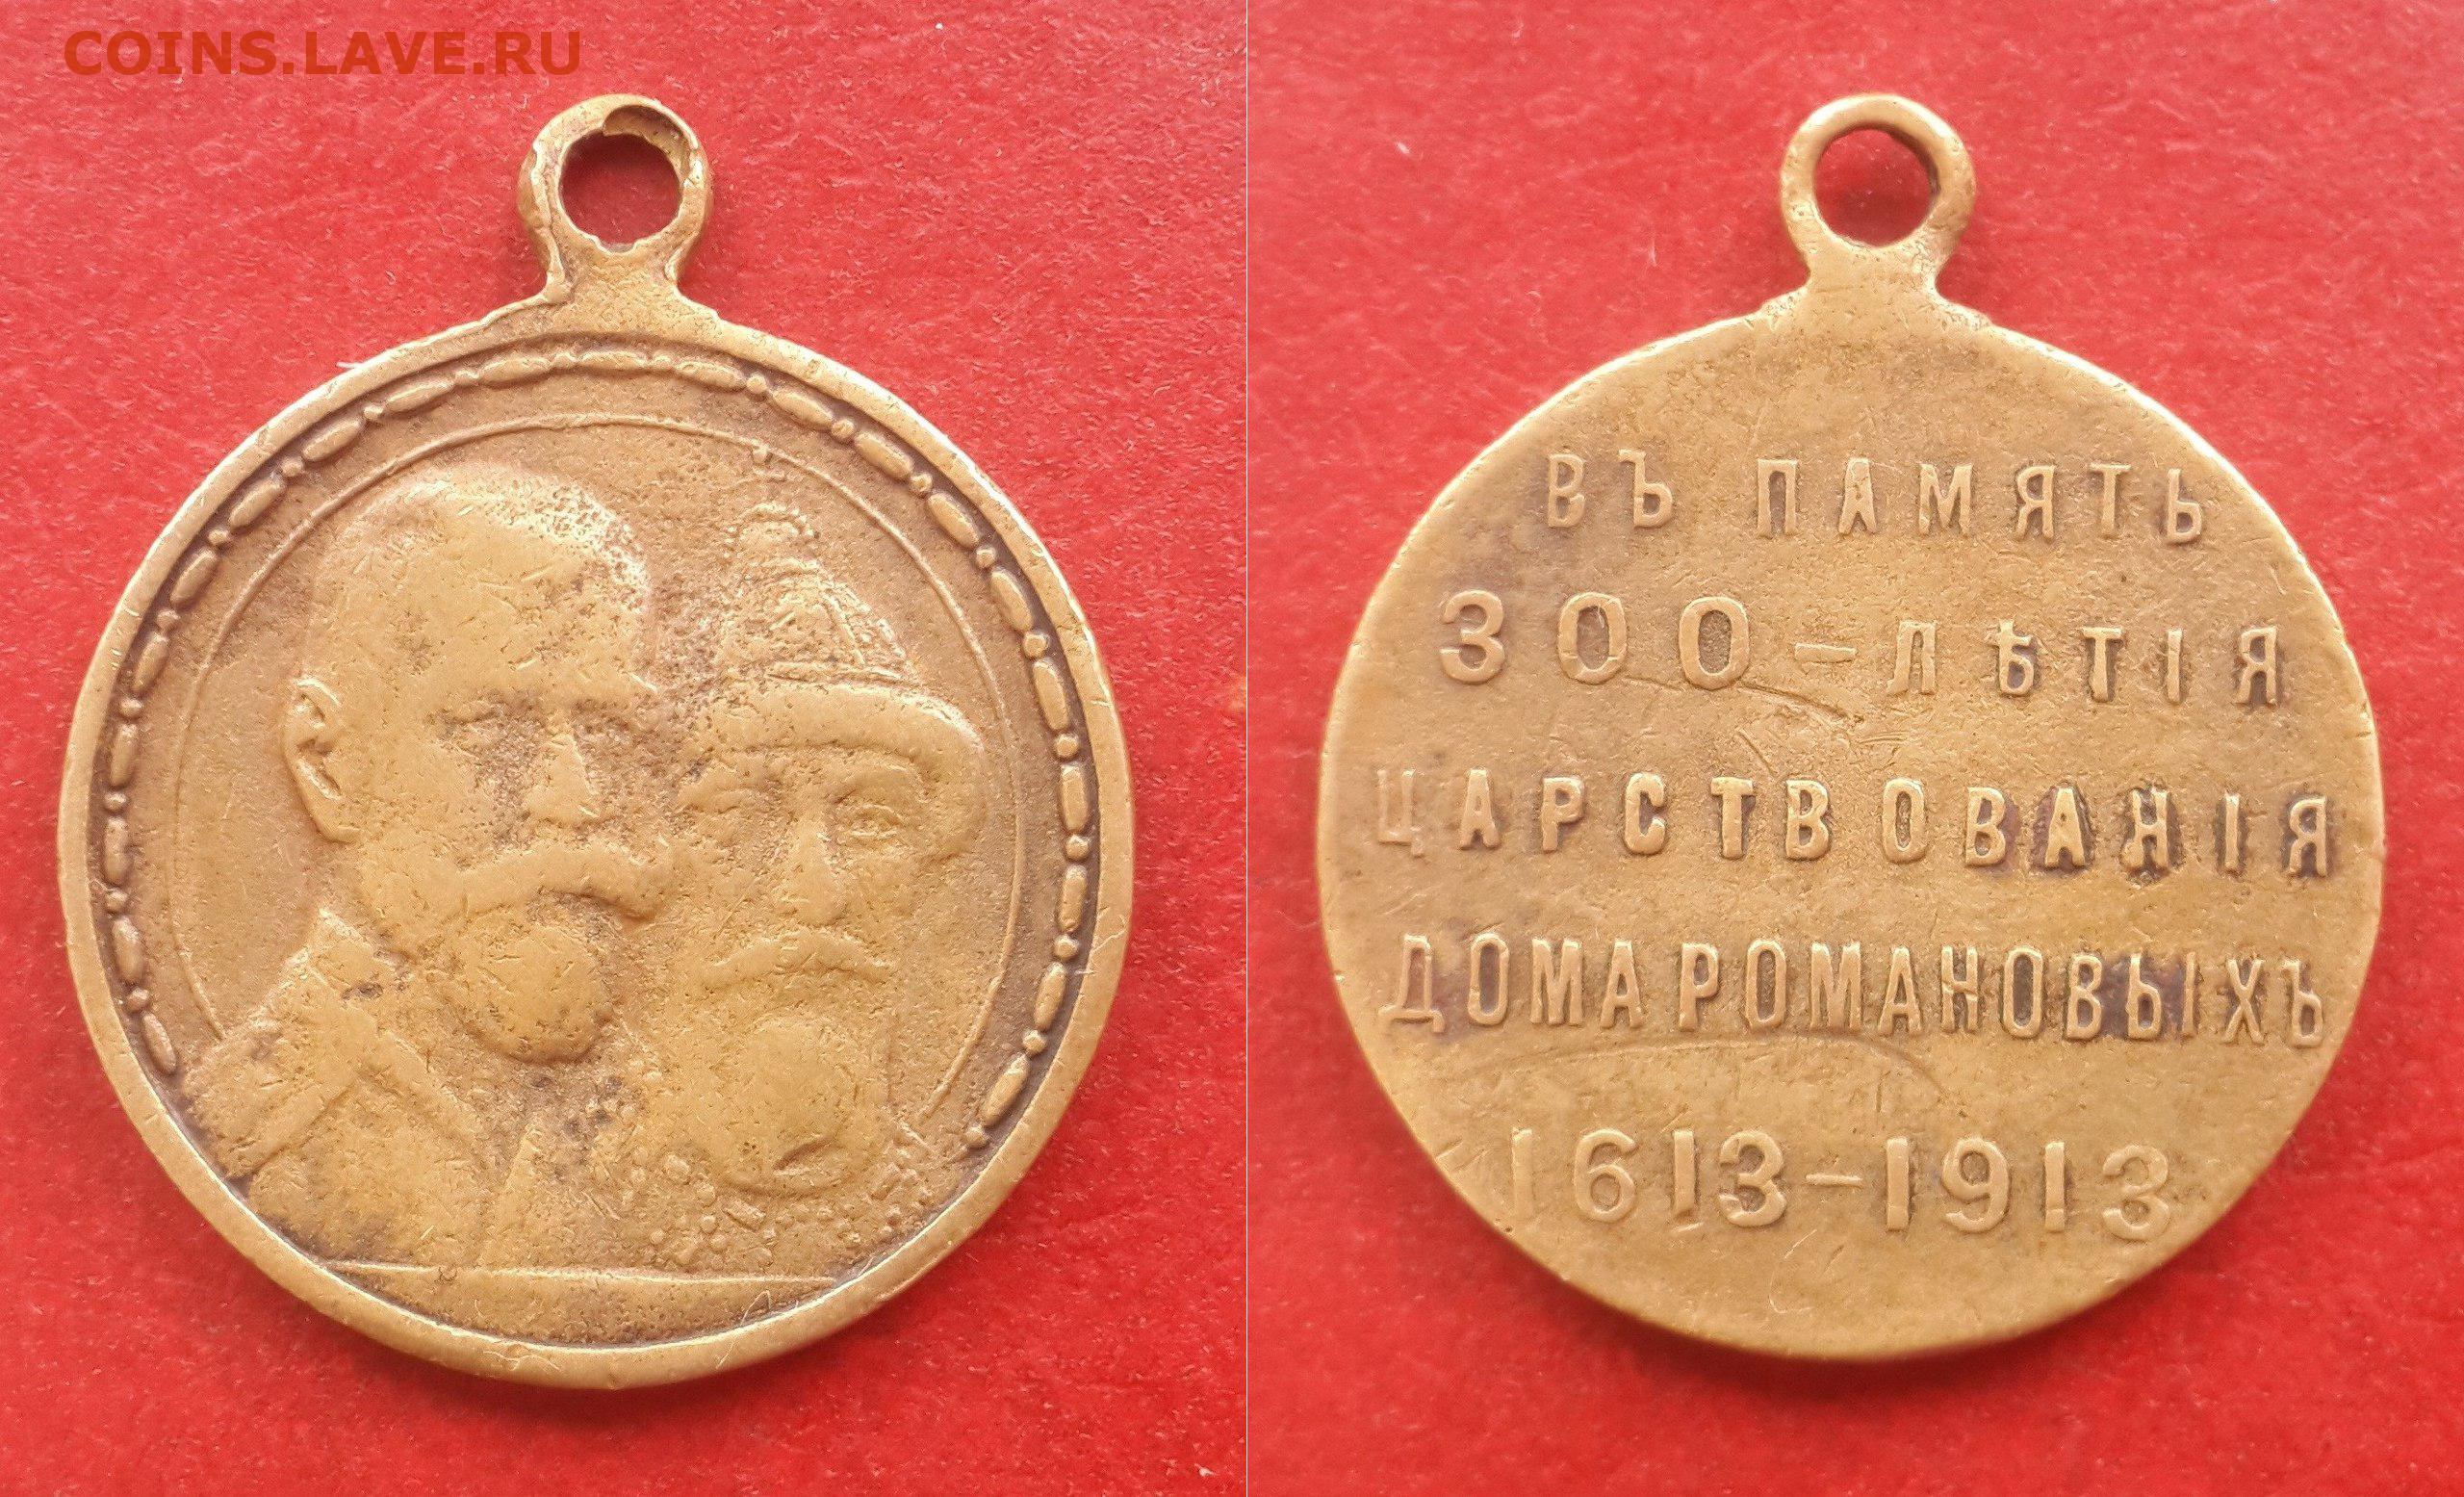 COINS.LAVE.RU
ВЪ ПАМЯТЬ
300-ЛѢТІЯ
ЦАРСТВОВАНІЯ
ДОМА РОМАНОВЫХЪ
1613-1913